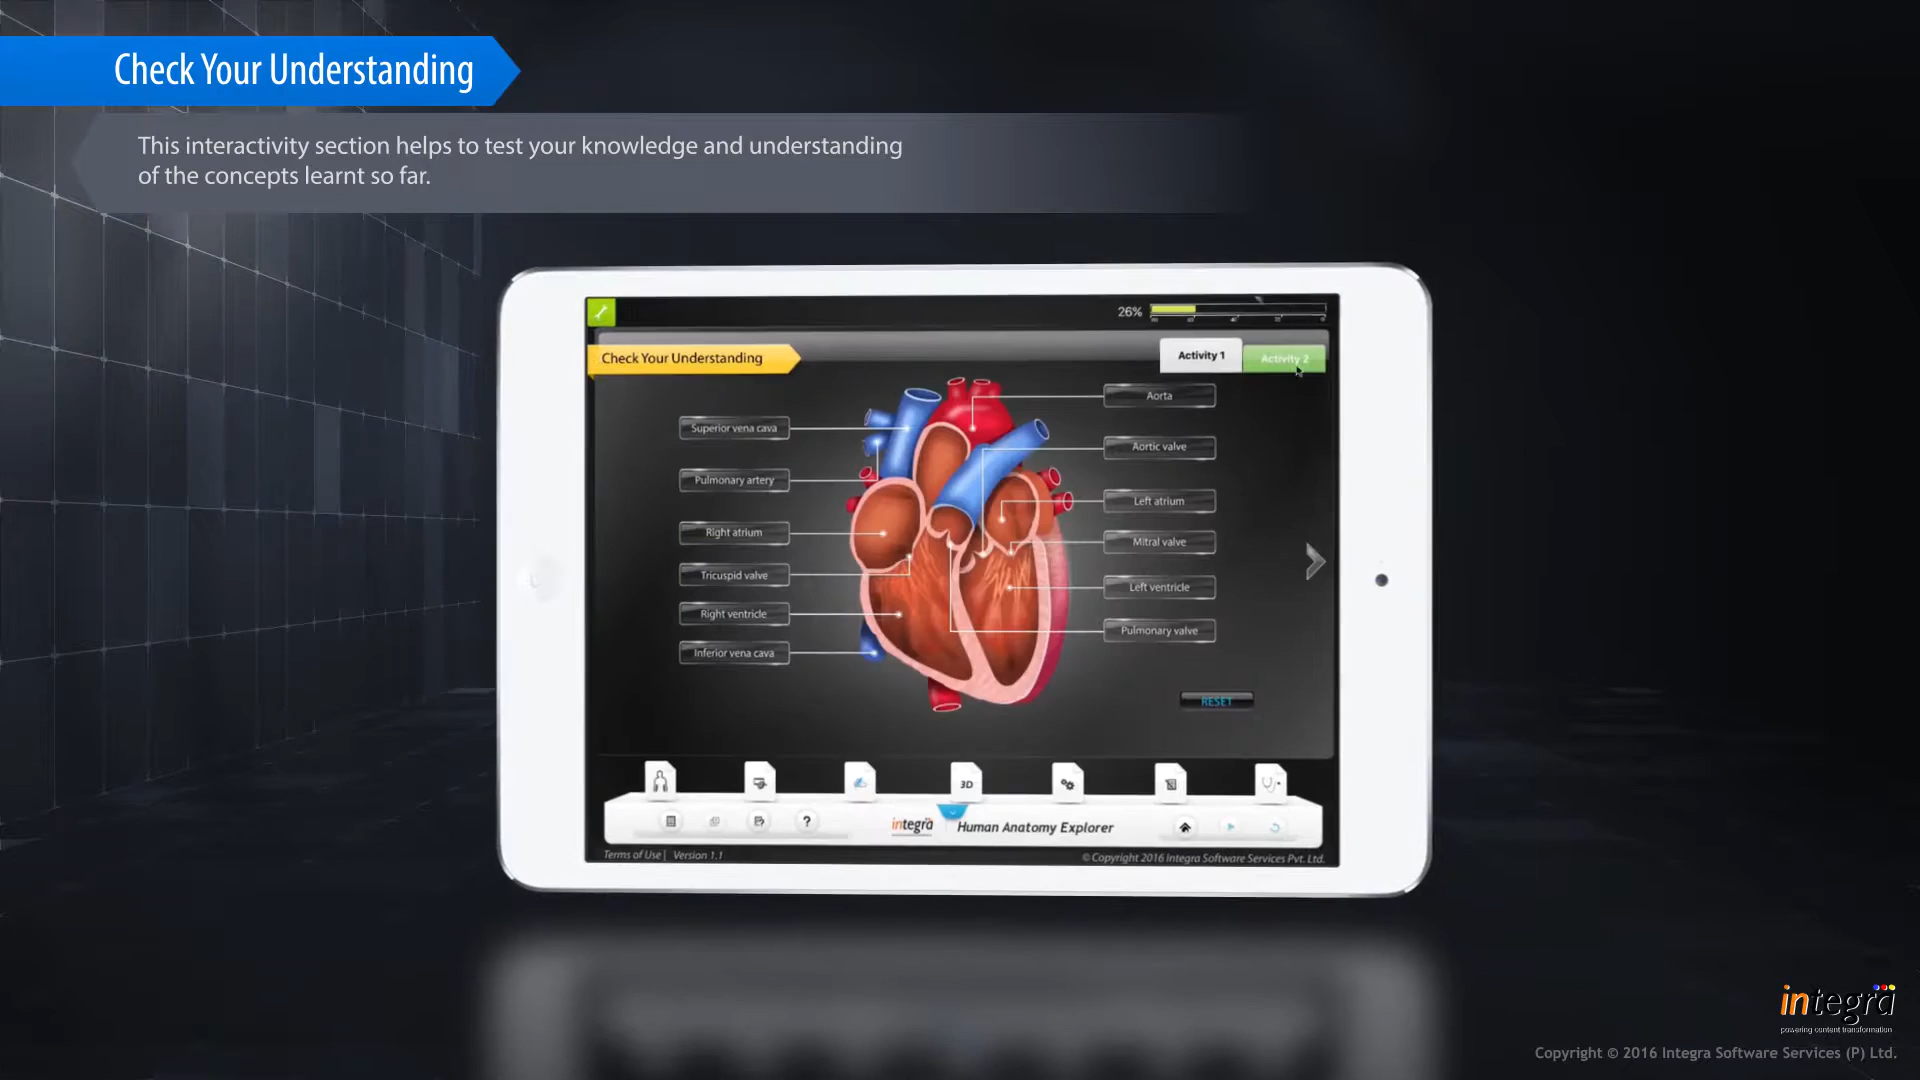 Check Your Understanding
This interactivity section helps to test your knowledge and understanding
of the concepts learnt so far.
26%
Check Your Understanding
Activity 1
Activity 2
Aorta
Superior vena cava
Aortic valve
Pulmonary artery
Left atrium
Right atrium
Mitral valve
Tricuspid valve
Left ventricle
Right ventricle
Pulmonary valve
Inferior vena cava
RESET
3D
?
integra
Human Anatomy Explorer
Terms of Use | Version 1.1
© Copyright 2016 Integra Software Services Pvt. Ltd.
integra
powering content transformation
Copyright © 2016 Integra Software Services (P) Ltd.